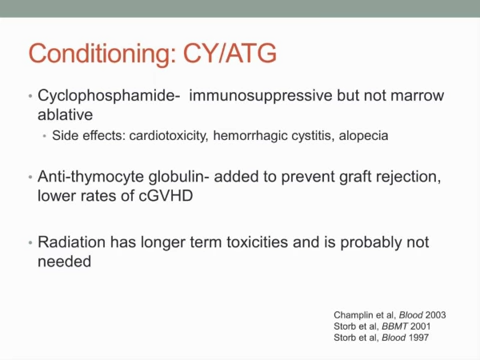 Conditioning: CY/ATG
• Cyclophosphamide- immunosuppressive but not marrow
ablative
• Side effects: cardiotoxicity, hemorrhagic cystitis, alopecia
• Anti-thymocyte globulin- added to prevent graft rejection,
lower rates of cGVHD
• Radiation has longer term toxicities and is probably not
needed
Champlin et al, Blood 2003
Storb et al, BBMT 2001
Storb et al, Blood 1997